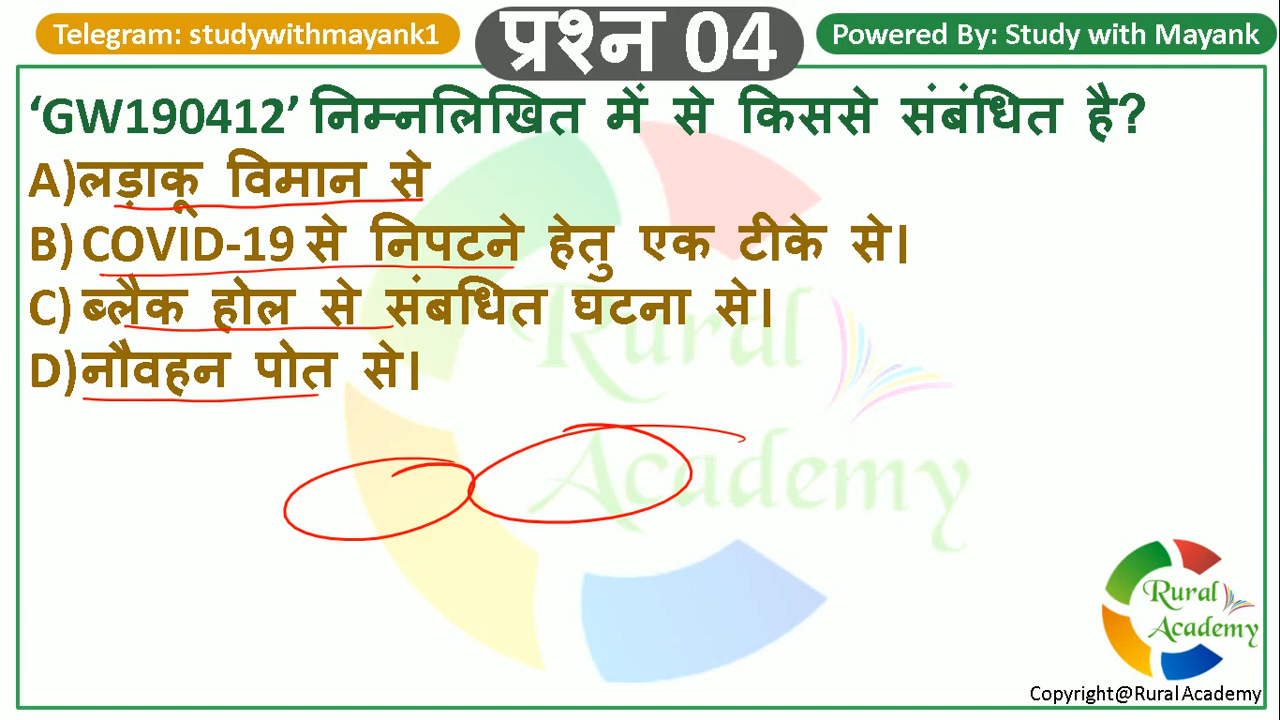 Telegram: studywithmayank1
प्रश्न 04
Powered By: Study with Mayank
‘GW190412’ निम्नलिखित में से किससे संबंधित है?
A)लड़ाकू विमान से
B) COVID-19 से निपटने हेतु एक टीके से।
C) ब्लैक होल से संबधित घटना से।
D)नौवहन पोत से।
Rural
Academy
Rural
Academy
Copyright@Rural Academy